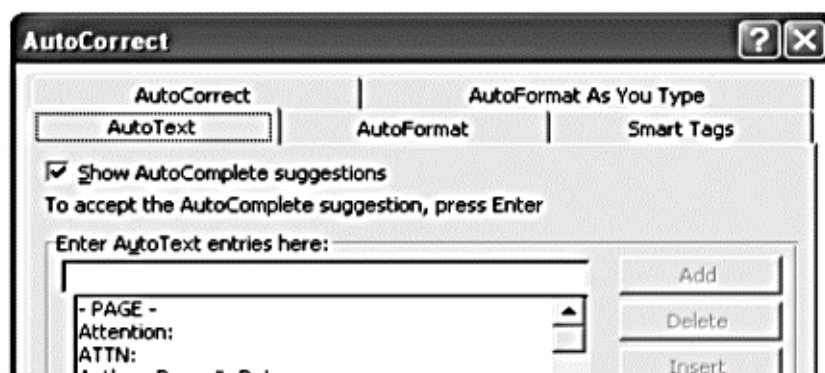 AutoCorrect
AutoCorrect AutoFormat As You Type
AutoText AutoFormat Smart Tags
Show AutoComplete suggestions
To accept the AutoComplete suggestion, press Enter
Enter AutoText entries here:
Add
- PAGE -
Attention:
Delete
ATTN:
Insert